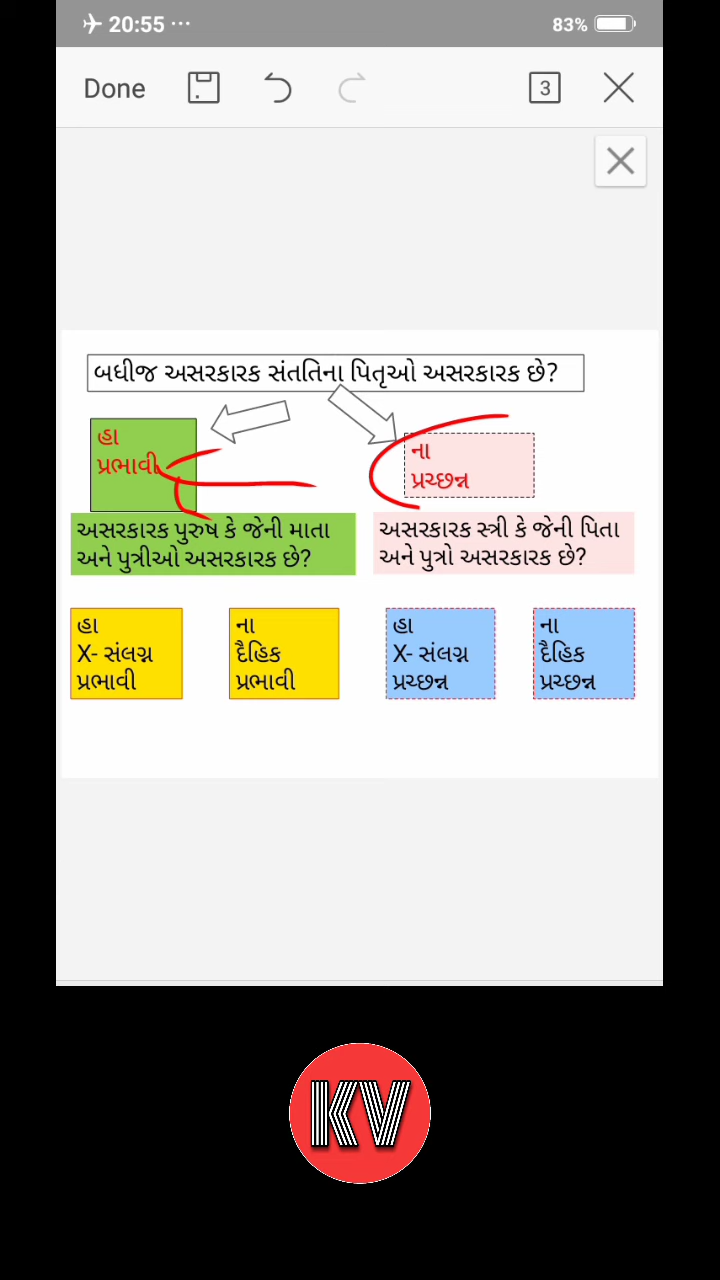 20:55 ...
83%
Done
3
બધીજ અસરકારક સંતતિના પિતૃઓ અસરકારક છે?
હા
પ્રભાવી
ના
પ્રચ્છન્ન
અસરકારક પુરુષ કે જેની માતા
અને પુત્રીઓ અસરકારક છે?
અસરકારક સ્ત્રી કે જેની પિતા
અને પુત્રો અસરકારક છે?
હા
X- સંલગ્ન
પ્રભાવી
ના
દૈહિક
પ્રભાવી
હા
X- સંલગ્ન
પ્રચ્છન્ન
ના
દૈહિક
પ્રચ્છન્ન
KV